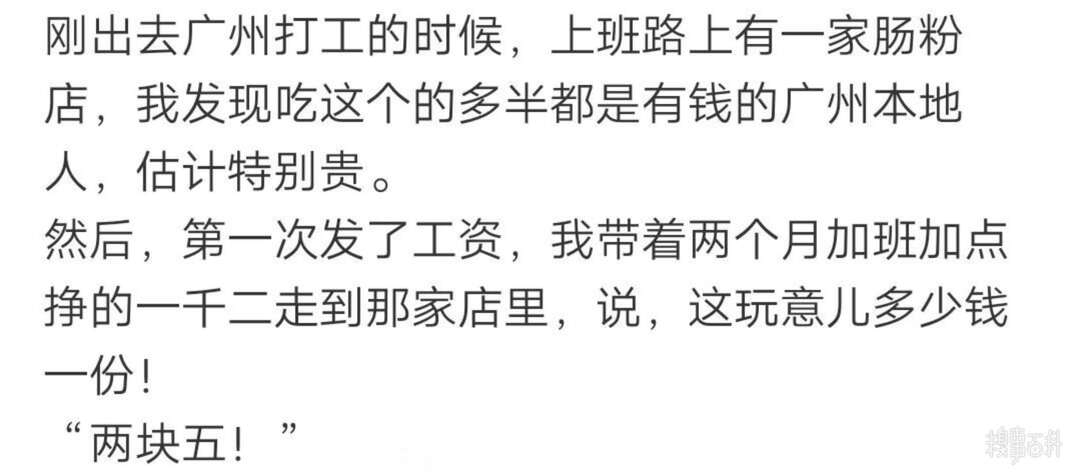 刚出去广州打工的时候，上班路上有一家肠粉
店，我发现吃这个的多半都是有钱的广州本地
人，估计特别贵。
然后，第一次发了工资，我带着两个月加班加点
挣的一千二走到那家店里，说，这玩意儿多少钱
一份！
“两块五！”